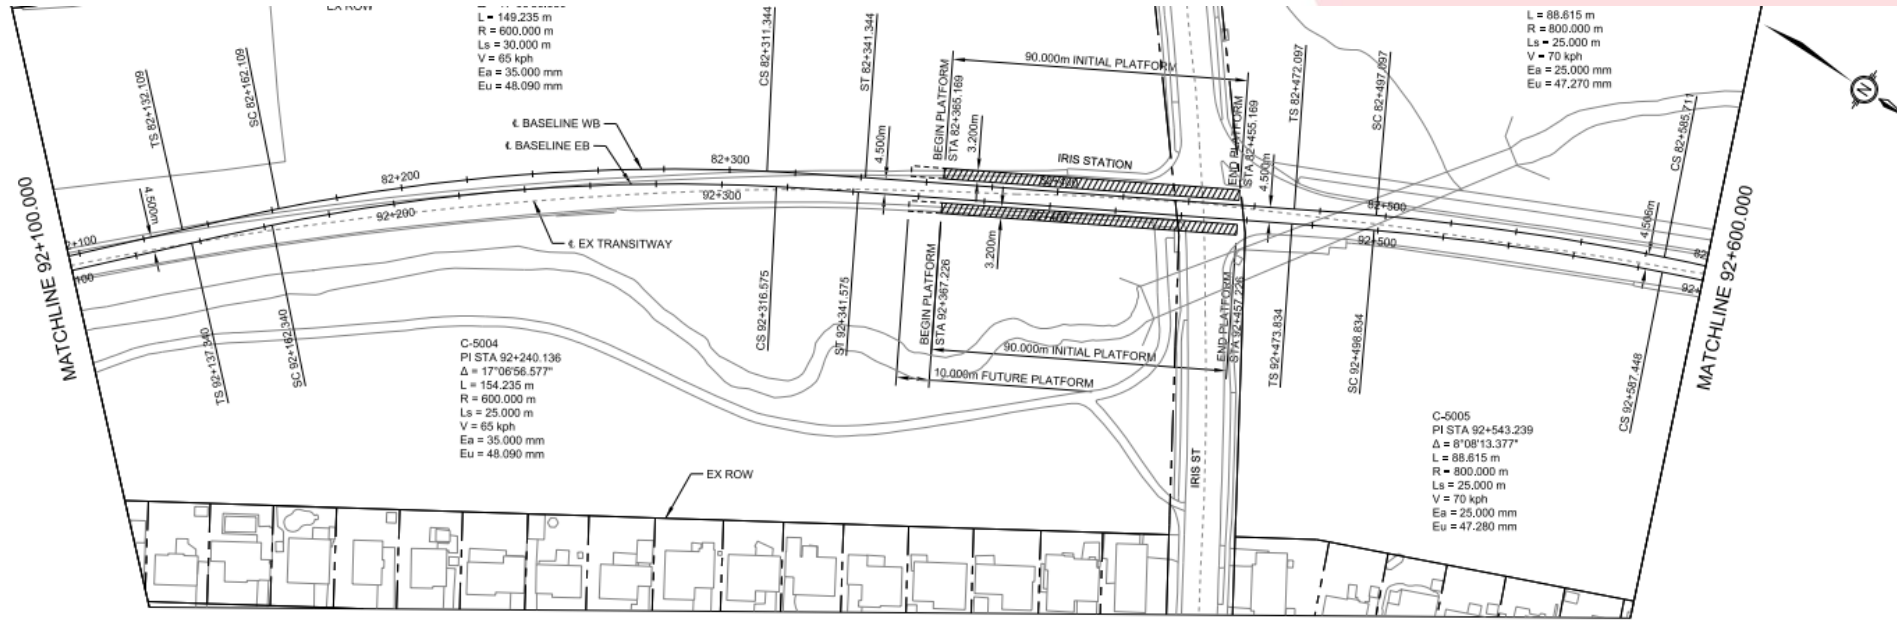 EX ROW
L = 149.235 m
R = 600.000 m
Ls = 30.000 m
V = 65 kph
Ea = 35.000 mm
Eu = 48.090 mm
L = 88.615 m
R = 800.000 m
Ls = 25.000 m
V = 70 kph
Ea = 25.000 mm
Eu = 47.270 mm
N
TS 82+132.109
SC 82+162.109
CS 82+311.344
ST 82+341.344
90.000m INITIAL PLATFORM
BEGIN PLATFORM
STA 82+365.169
END PLATFORM
STA 82+455.169
TS 82+472.097
SC 82+497.097
CS 82+585.711
℄ BASELINE WB
℄ BASELINE EB
4.500m
3.200m
IRIS STATION
4.500m
4.500m
4.506m
82+200
82+300
82+500
92+200
92+300
92+500
℄ EX TRANSITWAY
MATCHLINE 92+100.000
MATCHLINE 92+600.000
TS 92+137.340
SC 92+162.340
CS 92+316.575
ST 92+341.575
BEGIN PLATFORM
STA 92+367.226
3.200m
90.000m INITIAL PLATFORM
10.000m FUTURE PLATFORM
END PLATFORM
STA 92+457.226
TS 92+473.834
SC 92+498.834
CS 92+587.448
C-5004
PI STA 92+240.136
Δ = 17°06'56.577"
L = 154.235 m
R = 600.000 m
Ls = 25.000 m
V = 65 kph
Ea = 35.000 mm
Eu = 48.090 mm
C-5005
PI STA 92+543.239
Δ = 8°08'13.377"
L = 88.615 m
R = 800.000 m
Ls = 25.000 m
V = 70 kph
Ea = 25.000 mm
Eu = 47.280 mm
EX ROW
IRIS ST